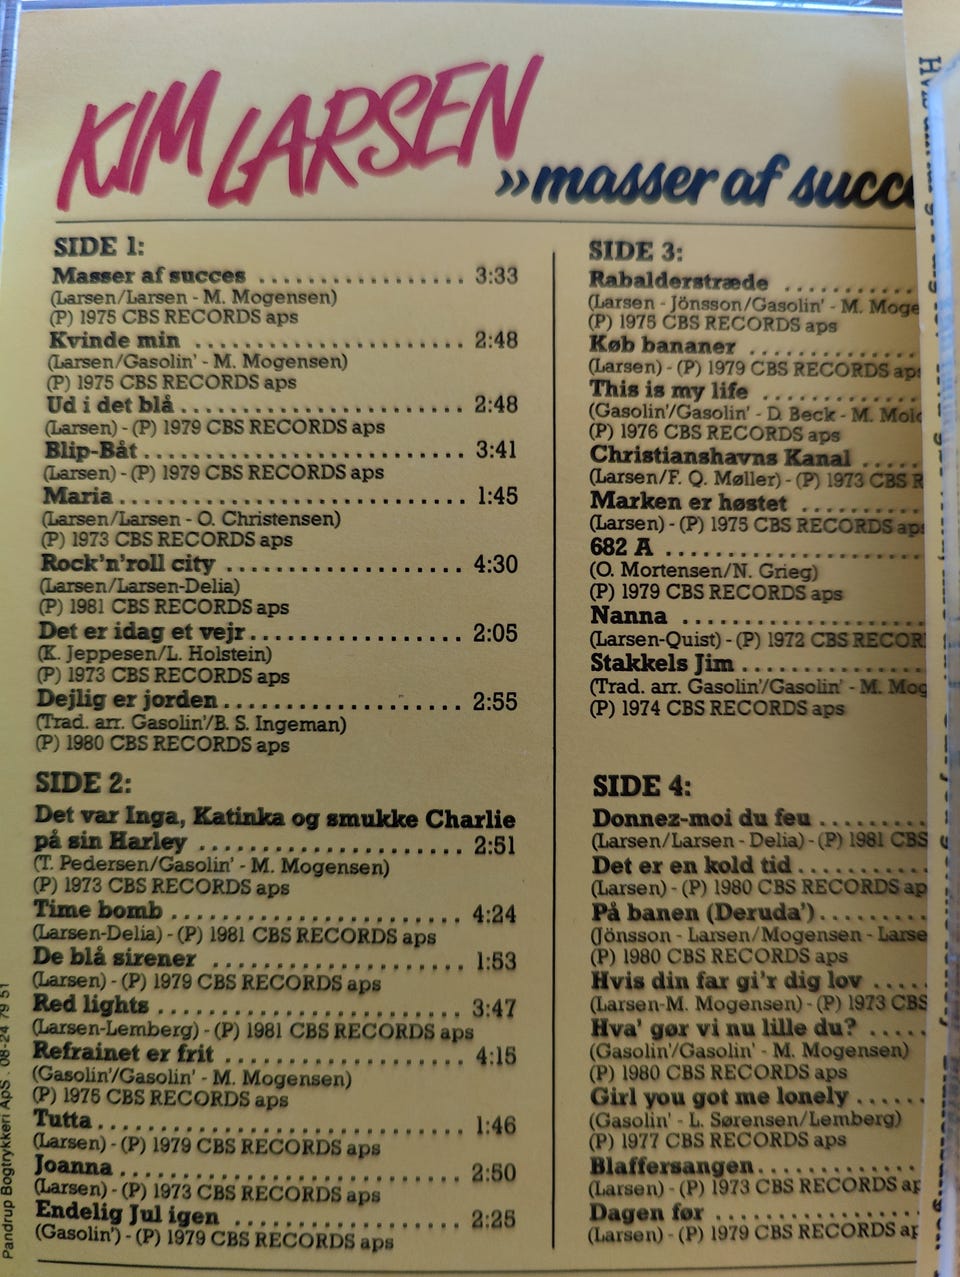 KIM LARSEN
»masser af succe
SIDE 1:
Masser af succes .................... 3:33
(Larsen/Larsen - M. Mogensen)
(P) 1975 CBS RECORDS aps
Kvinde min .................... 2:48
(Larsen/Gasolin' - M. Mogensen)
(P) 1975 CBS RECORDS aps
Ud i det blå .................... 2:48
(Larsen) - (P) 1979 CBS RECORDS aps
Blip-Båt .................... 3:41
(Larsen) - (P) 1979 CBS RECORDS aps
Maria .................... 1:45
(Larsen/Larsen - O. Christensen)
(P) 1973 CBS RECORDS aps
Rock'n'roll city .................... 4:30
(Larsen/Larsen-Delia)
(P) 1981 CBS RECORDS aps
Det er idag et vejr .................... 2:05
(K. Jeppesen/L. Holstein)
(P) 1973 CBS RECORDS aps
Dejlig er jorden .................... 2:55
(Trad. arr. Gasolin'/B. S. Ingeman)
(P) 1980 CBS RECORDS aps
SIDE 2:
Det var Inga, Katinka og smukke Charlie
på sin Harley .................... 2:51
(T. Pedersen/Gasolin' - M. Mogensen)
(P) 1973 CBS RECORDS aps
Time bomb .................... 4:24
(Larsen-Delia) - (P) 1981 CBS RECORDS aps
De blå sirener .................... 1:53
(Larsen) - (P) 1979 CBS RECORDS aps
Red lights .................... 3:47
(Larsen-Lemberg) - (P) 1981 CBS RECORDS aps
Refrainet er frit .................... 4:15
(Gasolin'/Gasolin' - M. Mogensen)
(P) 1975 CBS RECORDS aps
Tutta .................... 1:46
(Larsen) - (P) 1979 CBS RECORDS aps
Joanna .................... 2:50
(Larsen) - (P) 1973 CBS RECORDS aps
Endelig Jul igen .................... 2:25
(Gasolin') - (P) 1979 CBS RECORDS aps
SIDE 3:
Rabalderstræde ..........
(Larsen - Jönsson/Gasolin' - M. Moge
(P) 1975 CBS RECORDS aps
Køb bananer ..........
(Larsen) - (P) 1979 CBS RECORDS aps
This is my life ..........
(Gasolin'/Gasolin' - D. Beck - M. Mo
(P) 1976 CBS RECORDS aps
Christianshavns Kanal .....
(Larsen/F. Q. Møller) - (P) 1973 CBS R
Marken er høstet ..........
(Larsen) - (P) 1975 CBS RECORDS aps
682 A ..........
(O. Mortensen/N. Grieg)
(P) 1979 CBS RECORDS aps
Nanna ..........
(Larsen-Quist) - (P) 1972 CBS RECOR
Stakkels Jim ..........
(Trad. arr. Gasolin'/Gasolin' - M. Mog
(P) 1974 CBS RECORDS aps
SIDE 4:
Donnez-moi du feu ..........
(Larsen/Larsen - Delia) - (P) 1981 CBS
Det er en kold tid ..........
(Larsen) - (P) 1980 CBS RECORDS ap
På banen (Deruda') ..........
(Jönsson - Larsen/Mogensen - Larse
(P) 1980 CBS RECORDS aps
Hvis din far gi'r dig lov .....
(Larsen-M. Mogensen) - (P) 1973 CBS
Hva' gør vi nu lille du? .....
(Gasolin'/Gasolin' - M. Mogensen)
(P) 1980 CBS RECORDS aps
Girl you got me lonely .....
(Gasolin' - L. Sørensen/Lemberg)
(P) 1977 CBS RECORDS aps
Blaffersangen ..........
(Larsen) - (P) 1973 CBS RECORDS ap
Dagen før ..........
(Larsen) - (P) 1979 CBS RECORDS ap
Pandrup Bogtrykkeri ApS . 08-24 79 51